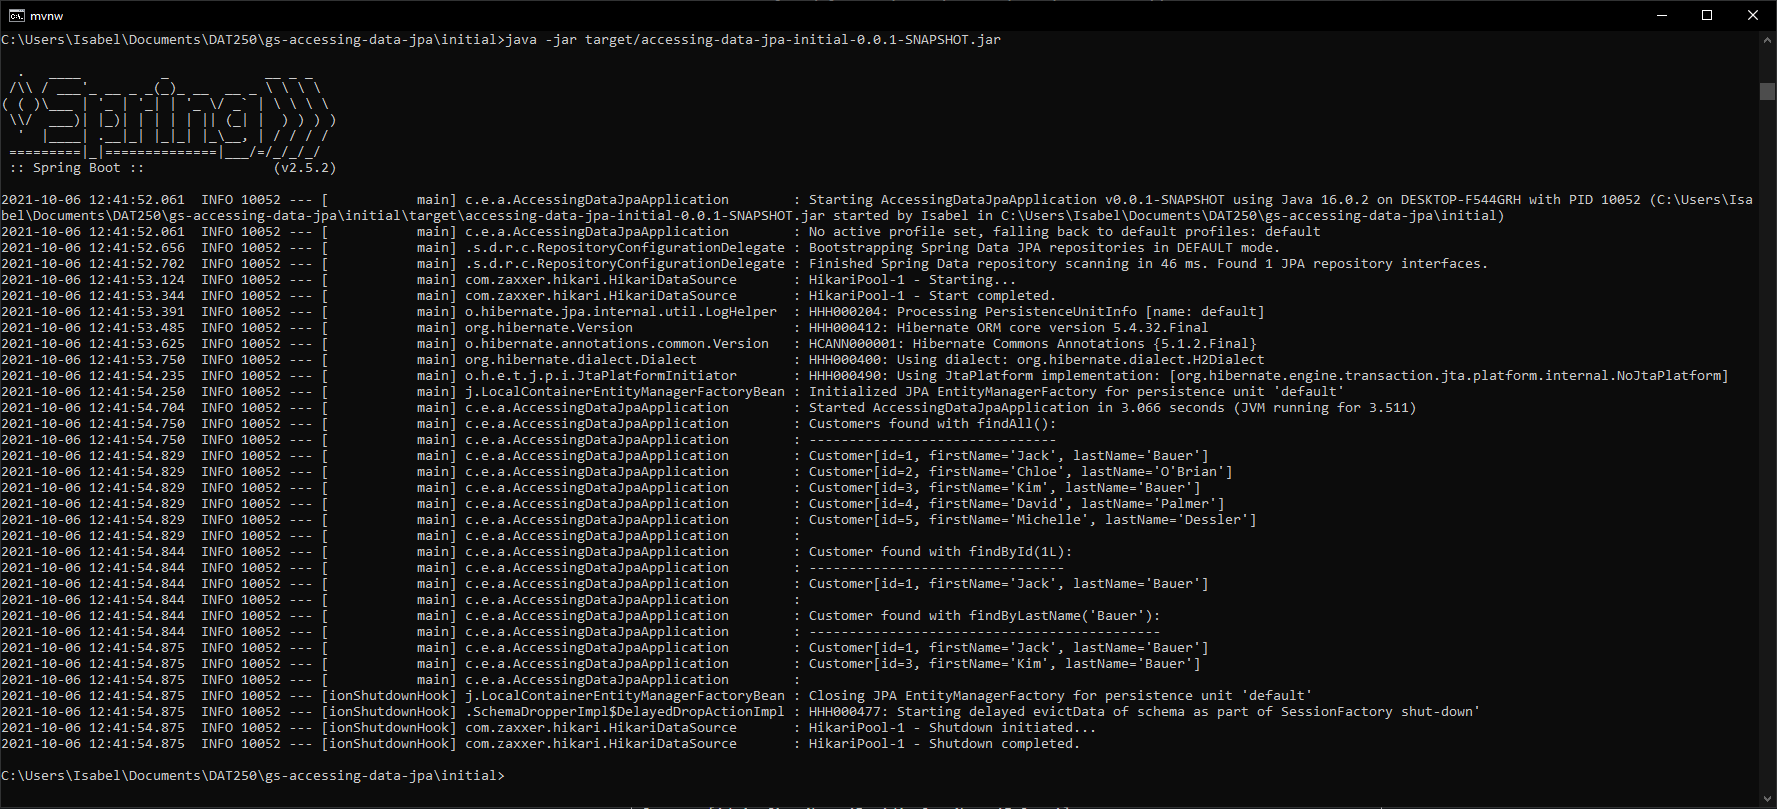 mvnw
C:\Users\Isabel\Documents\DAT250\gs-accessing-data-jpa\initial>java -jar target/accessing-data-jpa-initial-0.0.1-SNAPSHOT.jar
  .   ____          _            __ _ _
 /\\ / ___'_ __ _ _(_)_ __  __ _ \ \ \ \
( ( )\___ | '_ | '_| | '_ \/ _` | \ \ \ \
 \\/  ___)| |_)| | | | | || (_| |  ) ) ) )
  '  |____| .__|_| |_|_| |_\__, | / / / /
 =========|_|==============|___/=/_/_/_/
 :: Spring Boot ::                (v2.5.2)
2021-10-06 12:41:52.061  INFO 10052 --- [           main] c.e.a.AccessingDataJpaApplication        : Starting AccessingDataJpaApplication v0.0.1-SNAPSHOT using Java 16.0.2 on DESKTOP-F544GRH with PID 10052 (C:\Users\Isa
bel\Documents\DAT250\gs-accessing-data-jpa\initial\target\accessing-data-jpa-initial-0.0.1-SNAPSHOT.jar started by Isabel in C:\Users\Isabel\Documents\DAT250\gs-accessing-data-jpa\initial)
2021-10-06 12:41:52.061  INFO 10052 --- [           main] c.e.a.AccessingDataJpaApplication        : No active profile set, falling back to default profiles: default
2021-10-06 12:41:52.656  INFO 10052 --- [           main] .s.d.r.c.RepositoryConfigurationDelegate : Bootstrapping Spring Data JPA repositories in DEFAULT mode.
2021-10-06 12:41:52.702  INFO 10052 --- [           main] .s.d.r.c.RepositoryConfigurationDelegate : Finished Spring Data repository scanning in 46 ms. Found 1 JPA repository interfaces.
2021-10-06 12:41:53.124  INFO 10052 --- [           main] com.zaxxer.hikari.HikariDataSource       : HikariPool-1 - Starting...
2021-10-06 12:41:53.344  INFO 10052 --- [           main] com.zaxxer.hikari.HikariDataSource       : HikariPool-1 - Start completed.
2021-10-06 12:41:53.391  INFO 10052 --- [           main] o.hibernate.jpa.internal.util.LogHelper  : HHH000204: Processing PersistenceUnitInfo [name: default]
2021-10-06 12:41:53.485  INFO 10052 --- [           main] org.hibernate.Version                    : HHH000412: Hibernate ORM core version 5.4.32.Final
2021-10-06 12:41:53.625  INFO 10052 --- [           main] o.hibernate.annotations.common.Version   : HCANN000001: Hibernate Commons Annotations {5.1.2.Final}
2021-10-06 12:41:53.750  INFO 10052 --- [           main] org.hibernate.dialect.Dialect            : HHH000400: Using dialect: org.hibernate.dialect.H2Dialect
2021-10-06 12:41:54.235  INFO 10052 --- [           main] o.h.e.t.j.p.i.JtaPlatformInitiator       : HHH000490: Using JtaPlatform implementation: [org.hibernate.engine.transaction.jta.platform.internal.NoJtaPlatform]
2021-10-06 12:41:54.250  INFO 10052 --- [           main] j.LocalContainerEntityManagerFactoryBean : Initialized JPA EntityManagerFactory for persistence unit 'default'
2021-10-06 12:41:54.704  INFO 10052 --- [           main] c.e.a.AccessingDataJpaApplication        : Started AccessingDataJpaApplication in 3.066 seconds (JVM running for 3.511)
2021-10-06 12:41:54.750  INFO 10052 --- [           main] c.e.a.AccessingDataJpaApplication        : Customers found with findAll():
2021-10-06 12:41:54.750  INFO 10052 --- [           main] c.e.a.AccessingDataJpaApplication        : -------------------------------
2021-10-06 12:41:54.829  INFO 10052 --- [           main] c.e.a.AccessingDataJpaApplication        : Customer[id=1, firstName='Jack', lastName='Bauer']
2021-10-06 12:41:54.829  INFO 10052 --- [           main] c.e.a.AccessingDataJpaApplication        : Customer[id=2, firstName='Chloe', lastName='O'Brian']
2021-10-06 12:41:54.829  INFO 10052 --- [           main] c.e.a.AccessingDataJpaApplication        : Customer[id=3, firstName='Kim', lastName='Bauer']
2021-10-06 12:41:54.829  INFO 10052 --- [           main] c.e.a.AccessingDataJpaApplication        : Customer[id=4, firstName='David', lastName='Palmer']
2021-10-06 12:41:54.829  INFO 10052 --- [           main] c.e.a.AccessingDataJpaApplication        : Customer[id=5, firstName='Michelle', lastName='Dessler']
2021-10-06 12:41:54.829  INFO 10052 --- [           main] c.e.a.AccessingDataJpaApplication        :
2021-10-06 12:41:54.844  INFO 10052 --- [           main] c.e.a.AccessingDataJpaApplication        : Customer found with findById(1L):
2021-10-06 12:41:54.844  INFO 10052 --- [           main] c.e.a.AccessingDataJpaApplication        : --------------------------------
2021-10-06 12:41:54.844  INFO 10052 --- [           main] c.e.a.AccessingDataJpaApplication        : Customer[id=1, firstName='Jack', lastName='Bauer']
2021-10-06 12:41:54.844  INFO 10052 --- [           main] c.e.a.AccessingDataJpaApplication        :
2021-10-06 12:41:54.844  INFO 10052 --- [           main] c.e.a.AccessingDataJpaApplication        : Customer found with findByLastName('Bauer'):
2021-10-06 12:41:54.844  INFO 10052 --- [           main] c.e.a.AccessingDataJpaApplication        : --------------------------------------------
2021-10-06 12:41:54.875  INFO 10052 --- [           main] c.e.a.AccessingDataJpaApplication        : Customer[id=1, firstName='Jack', lastName='Bauer']
2021-10-06 12:41:54.875  INFO 10052 --- [           main] c.e.a.AccessingDataJpaApplication        : Customer[id=3, firstName='Kim', lastName='Bauer']
2021-10-06 12:41:54.875  INFO 10052 --- [           main] c.e.a.AccessingDataJpaApplication        :
2021-10-06 12:41:54.875  INFO 10052 --- [ionShutdownHook] j.LocalContainerEntityManagerFactoryBean : Closing JPA EntityManagerFactory for persistence unit 'default'
2021-10-06 12:41:54.875  INFO 10052 --- [ionShutdownHook] .SchemaDropperImpl$DelayedDropActionImpl : HHH000477: Starting delayed evictData of schema as part of SessionFactory shut-down'
2021-10-06 12:41:54.875  INFO 10052 --- [ionShutdownHook] com.zaxxer.hikari.HikariDataSource       : HikariPool-1 - Shutdown initiated...
2021-10-06 12:41:54.875  INFO 10052 --- [ionShutdownHook] com.zaxxer.hikari.HikariDataSource       : HikariPool-1 - Shutdown completed.
C:\Users\Isabel\Documents\DAT250\gs-accessing-data-jpa\initial>